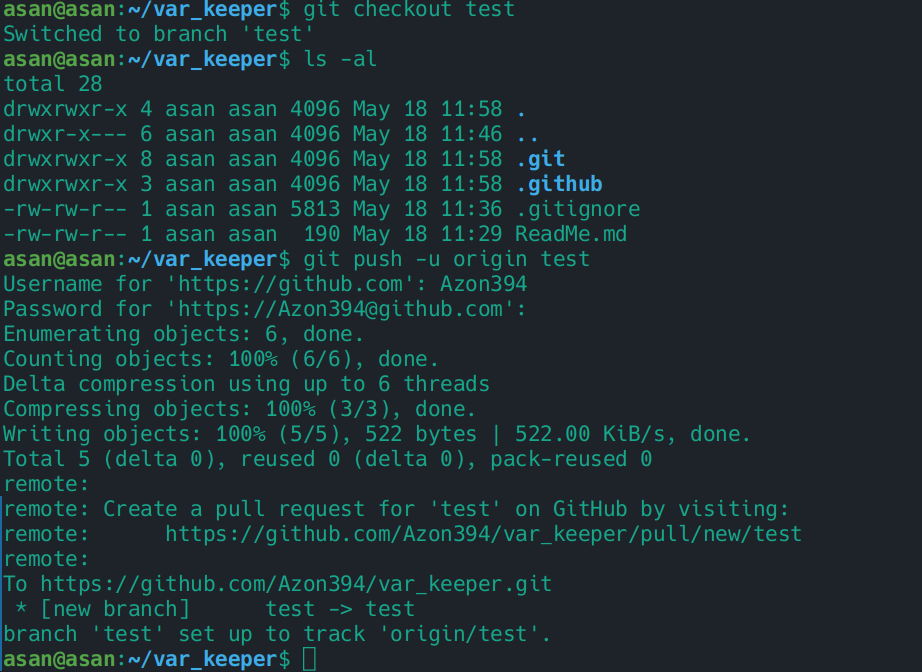 asan@asan:~/var_keeper$ git checkout test
Switched to branch 'test'
asan@asan:~/var_keeper$ ls -al
total 28
drwxrwxr-x 4 asan asan 4096 May 18 11:58 .
drwxr-x--- 6 asan asan 4096 May 18 11:46 ..
drwxrwxr-x 8 asan asan 4096 May 18 11:58 .git
drwxrwxr-x 3 asan asan 4096 May 18 11:58 .github
-rw-rw-r-- 1 asan asan 5813 May 18 11:36 .gitignore
-rw-rw-r-- 1 asan asan  190 May 18 11:29 ReadMe.md
asan@asan:~/var_keeper$ git push -u origin test
Username for 'https://github.com': Azon394
Password for 'https://Azon394@github.com':
Enumerating objects: 6, done.
Counting objects: 100% (6/6), done.
Delta compression using up to 6 threads
Compressing objects: 100% (3/3), done.
Writing objects: 100% (5/5), 522 bytes | 522.00 KiB/s, done.
Total 5 (delta 0), reused 0 (delta 0), pack-reused 0
remote:
remote: Create a pull request for 'test' on GitHub by visiting:
remote:      https://github.com/Azon394/var_keeper/pull/new/test
remote:
To https://github.com/Azon394/var_keeper.git
 * [new branch]      test -> test
branch 'test' set up to track 'origin/test'.
asan@asan:~/var_keeper$